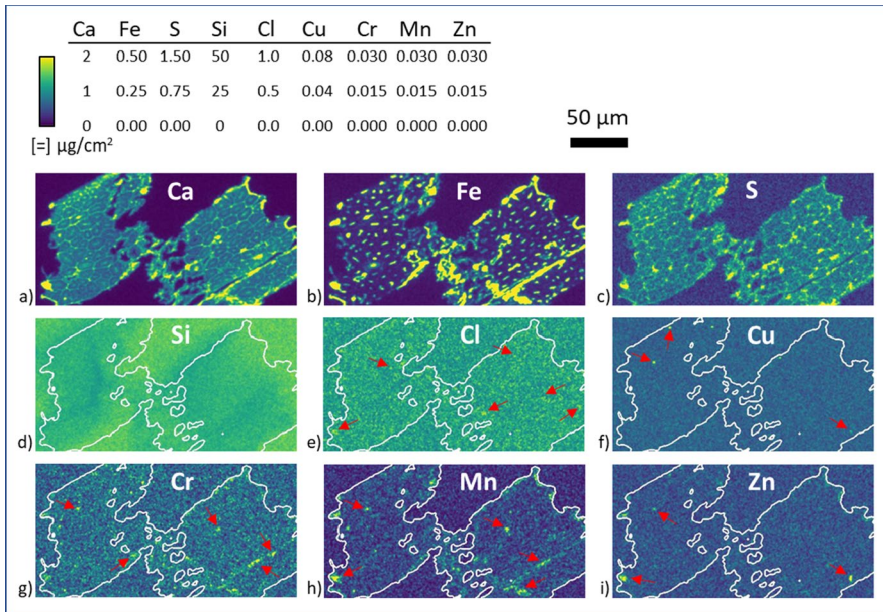 Ca Fe S Si Cl Cu Cr Mn Zn
2 0.50 1.50 50 1.0 0.08 0.030 0.030 0.030
1 0.25 0.75 25 0.5 0.04 0.015 0.015 0.015
0 0.00 0.00 0 0.0 0.00 0.000 0.000 0.000
[=] µg/cm²
50 µm
Ca Fe S
a) b) c)
Si Cl Cu
d) e) f)
Cr Mn Zn
g) h) i)